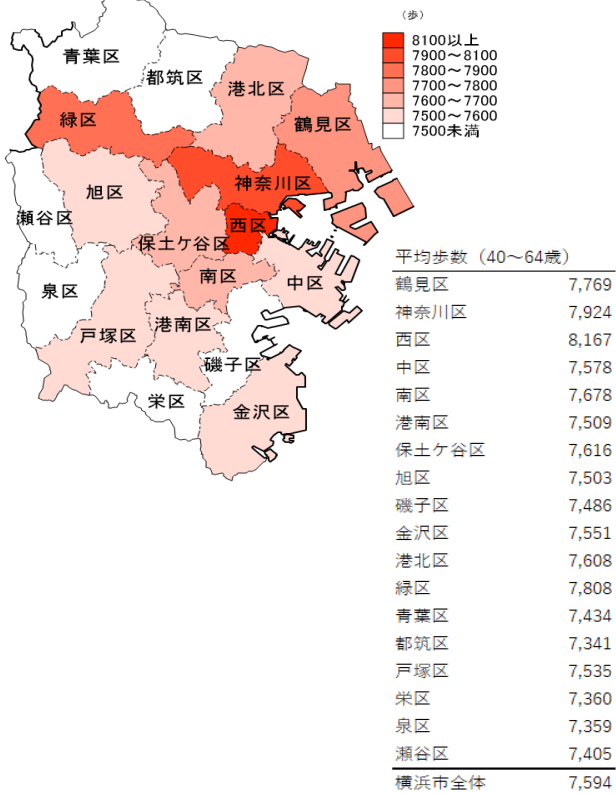 (歩)
8100以上
7900～8100
7800～7900
7700～7800
7600～7700
7500～7600
7500未満
青葉区
都筑区
港北区
緑区
鶴見区
神奈川区
旭区
瀬谷区
西区
保土ケ谷区
泉区
南区
中区
戸塚区
港南区
磯子区
栄区
金沢区
平均歩数（40～64歳）
鶴見区 7,769
神奈川区 7,924
西区 8,167
中区 7,578
南区 7,678
港南区 7,509
保土ケ谷区 7,616
旭区 7,503
磯子区 7,486
金沢区 7,551
港北区 7,608
緑区 7,808
青葉区 7,434
都筑区 7,341
戸塚区 7,535
栄区 7,360
泉区 7,359
瀬谷区 7,405
横浜市全体 7,594